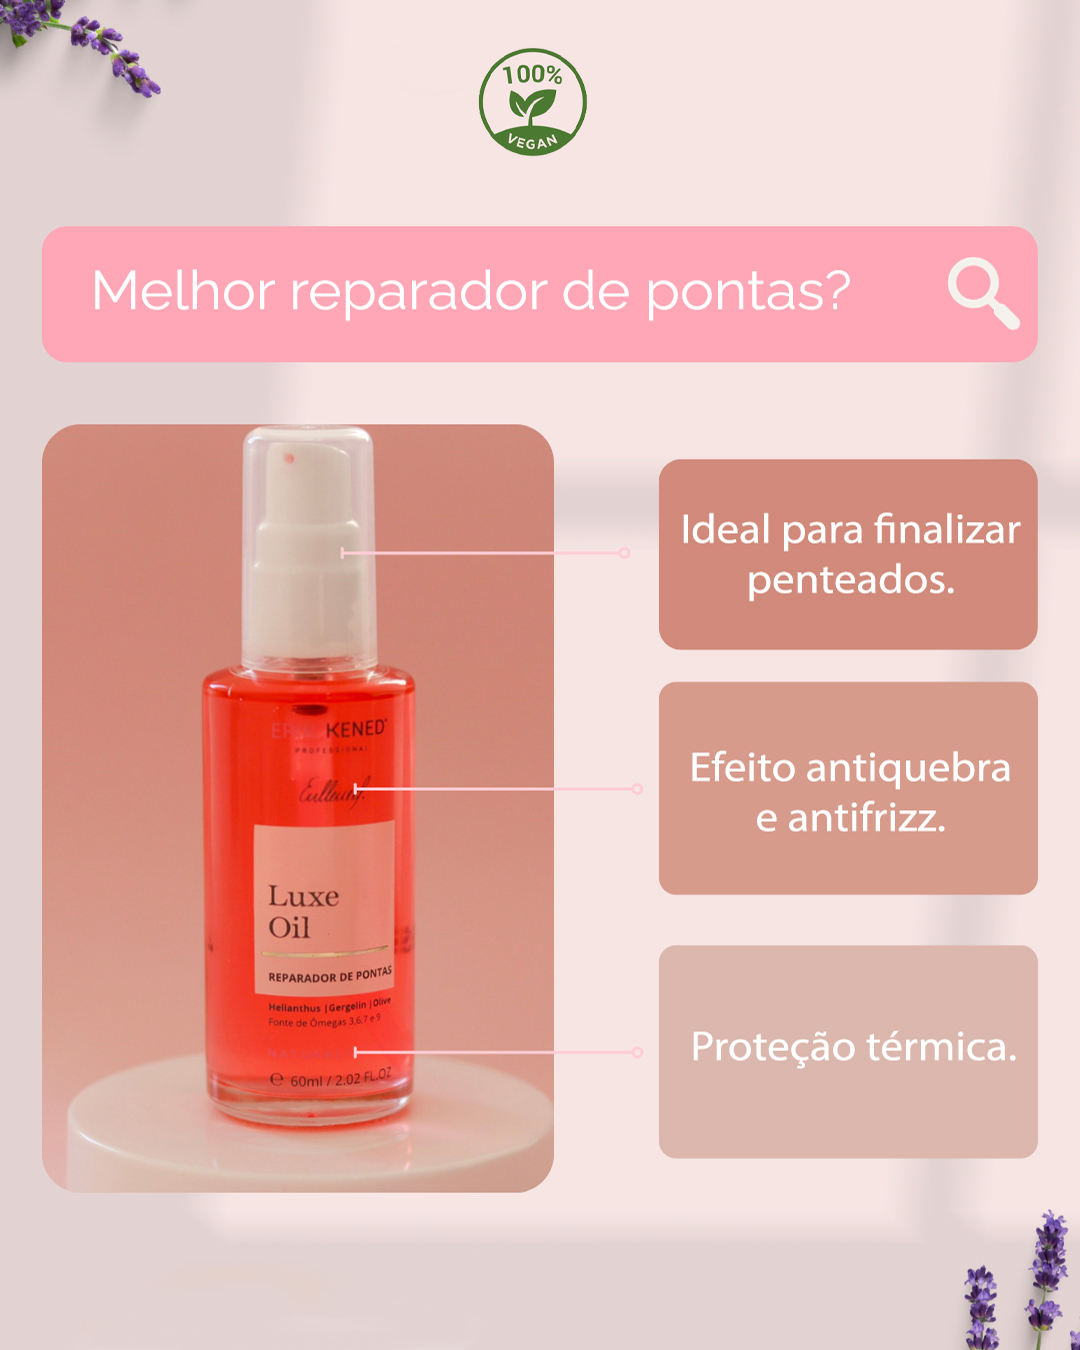 100%
VEGAN
Melhor reparador de pontas?
Ideal para finalizar
penteados.
KENED
PROFESSIONAL
Efeito antiquebra
e antifrizz.
Luxe
Oil
REPARADOR DE PONTAS
Helianthus | Gergelin | Olive
Fonte de Ômegas 3,6,7 e 9
Proteção térmica.
℮ 60ml / 2.02 FL.OZ